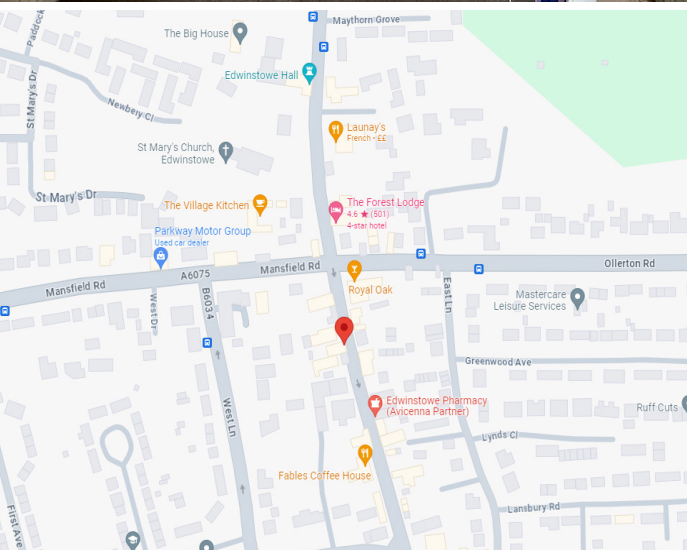 Maythorn Grove
Paddock
The Big House
Edwinstowe Hall
St Mary's Dr
Newbery Cl
Launay's
French · ££
St Mary's Church,
Edwinstowe
St Mary's Dr
The Village Kitchen
The Forest Lodge
4.6 ★ (501)
4-star hotel
Parkway Motor Group
Used car dealer
Mansfield Rd
A6075
Mansfield Rd
Ollerton Rd
Royal Oak
West Dr
B6034
East Ln
Mastercare
Leisure Services
Greenwood Ave
Edwinstowe Pharmacy
(Avicenna Partner)
Ruff Cuts
West Ln
Lynds Cl
Fables Coffee House
First Ave
Lansbury Rd